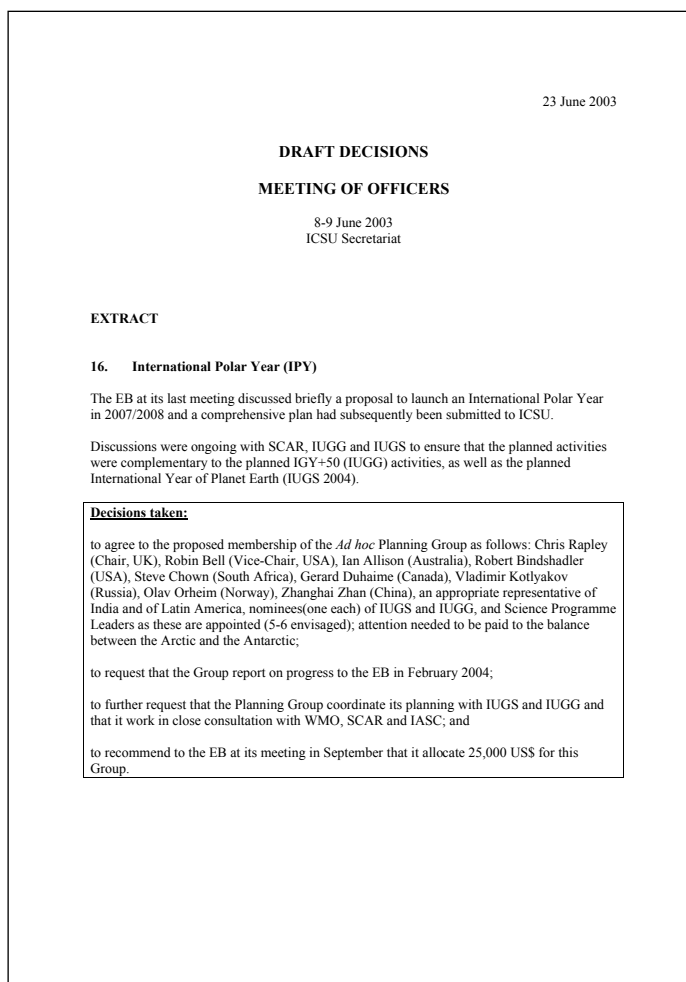 23 June 2003
DRAFT DECISIONS
MEETING OF OFFICERS
8-9 June 2003
ICSU Secretariat
EXTRACT
16. International Polar Year (IPY)
The EB at its last meeting discussed briefly a proposal to launch an International Polar Year
in 2007/2008 and a comprehensive plan had subsequently been submitted to ICSU.
Discussions were ongoing with SCAR, IUGG and IUGS to ensure that the planned activities
were complementary to the planned IGY+50 (IUGG) activities, as well as the planned
International Year of Planet Earth (IUGS 2004).
Decisions taken:
to agree to the proposed membership of the Ad hoc Planning Group as follows: Chris Rapley
(Chair, UK), Robin Bell (Vice-Chair, USA), Ian Allison (Australia), Robert Bindshadler
(USA), Steve Chown (South Africa), Gerard Duhaime (Canada), Vladimir Kotlyakov
(Russia), Olav Orheim (Norway), Zhanghai Zhan (China), an appropriate representative of
India and of Latin America, nominees(one each) of IUGS and IUGG, and Science Programme
Leaders as these are appointed (5-6 envisaged); attention needed to be paid to the balance
between the Arctic and the Antarctic;
to request that the Group report on progress to the EB in February 2004;
to further request that the Planning Group coordinate its planning with IUGS and IUGG and
that it work in close consultation with WMO, SCAR and IASC; and
to recommend to the EB at its meeting in September that it allocate 25,000 US$ for this
Group.